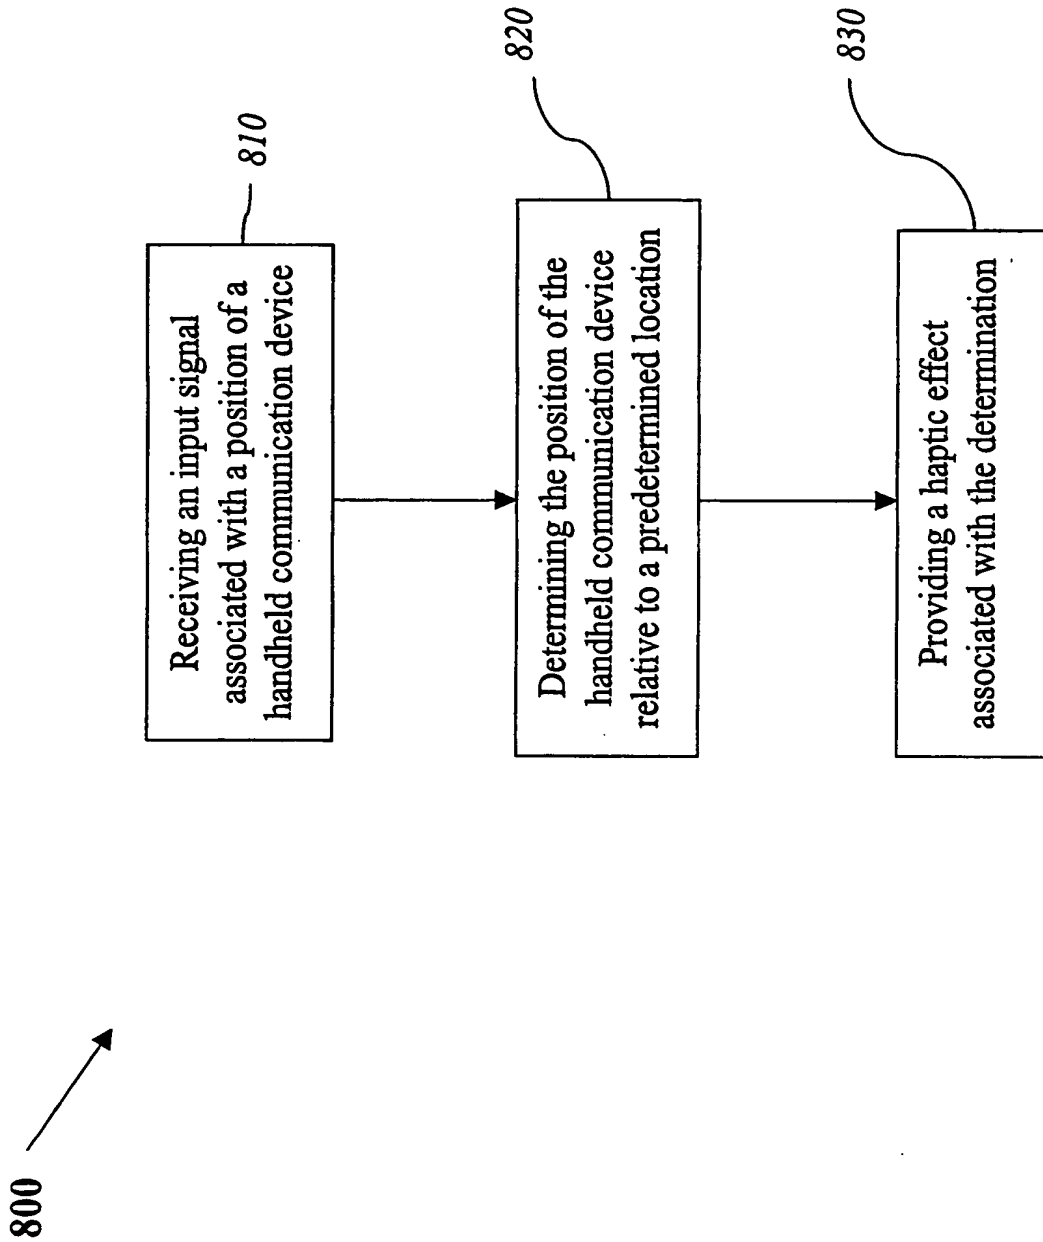 800
Receiving an input signal
associated with a position of a
handheld communication device
810
Determining the position of the
handheld communication device
relative to a predetermined location
820
Providing a haptic effect
associated with the determination
830